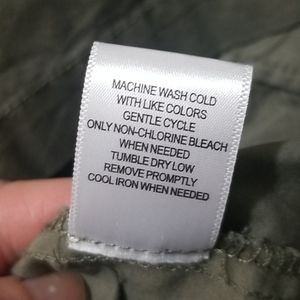 MACHINE WASH COLD
WITH LIKE COLORS
GENTLE CYCLE
ONLY NON-CHLORINE BLEACH
WHEN NEEDED
TUMBLE DRY LOW
REMOVE PROMPTLY
COOL IRON WHEN NEEDED